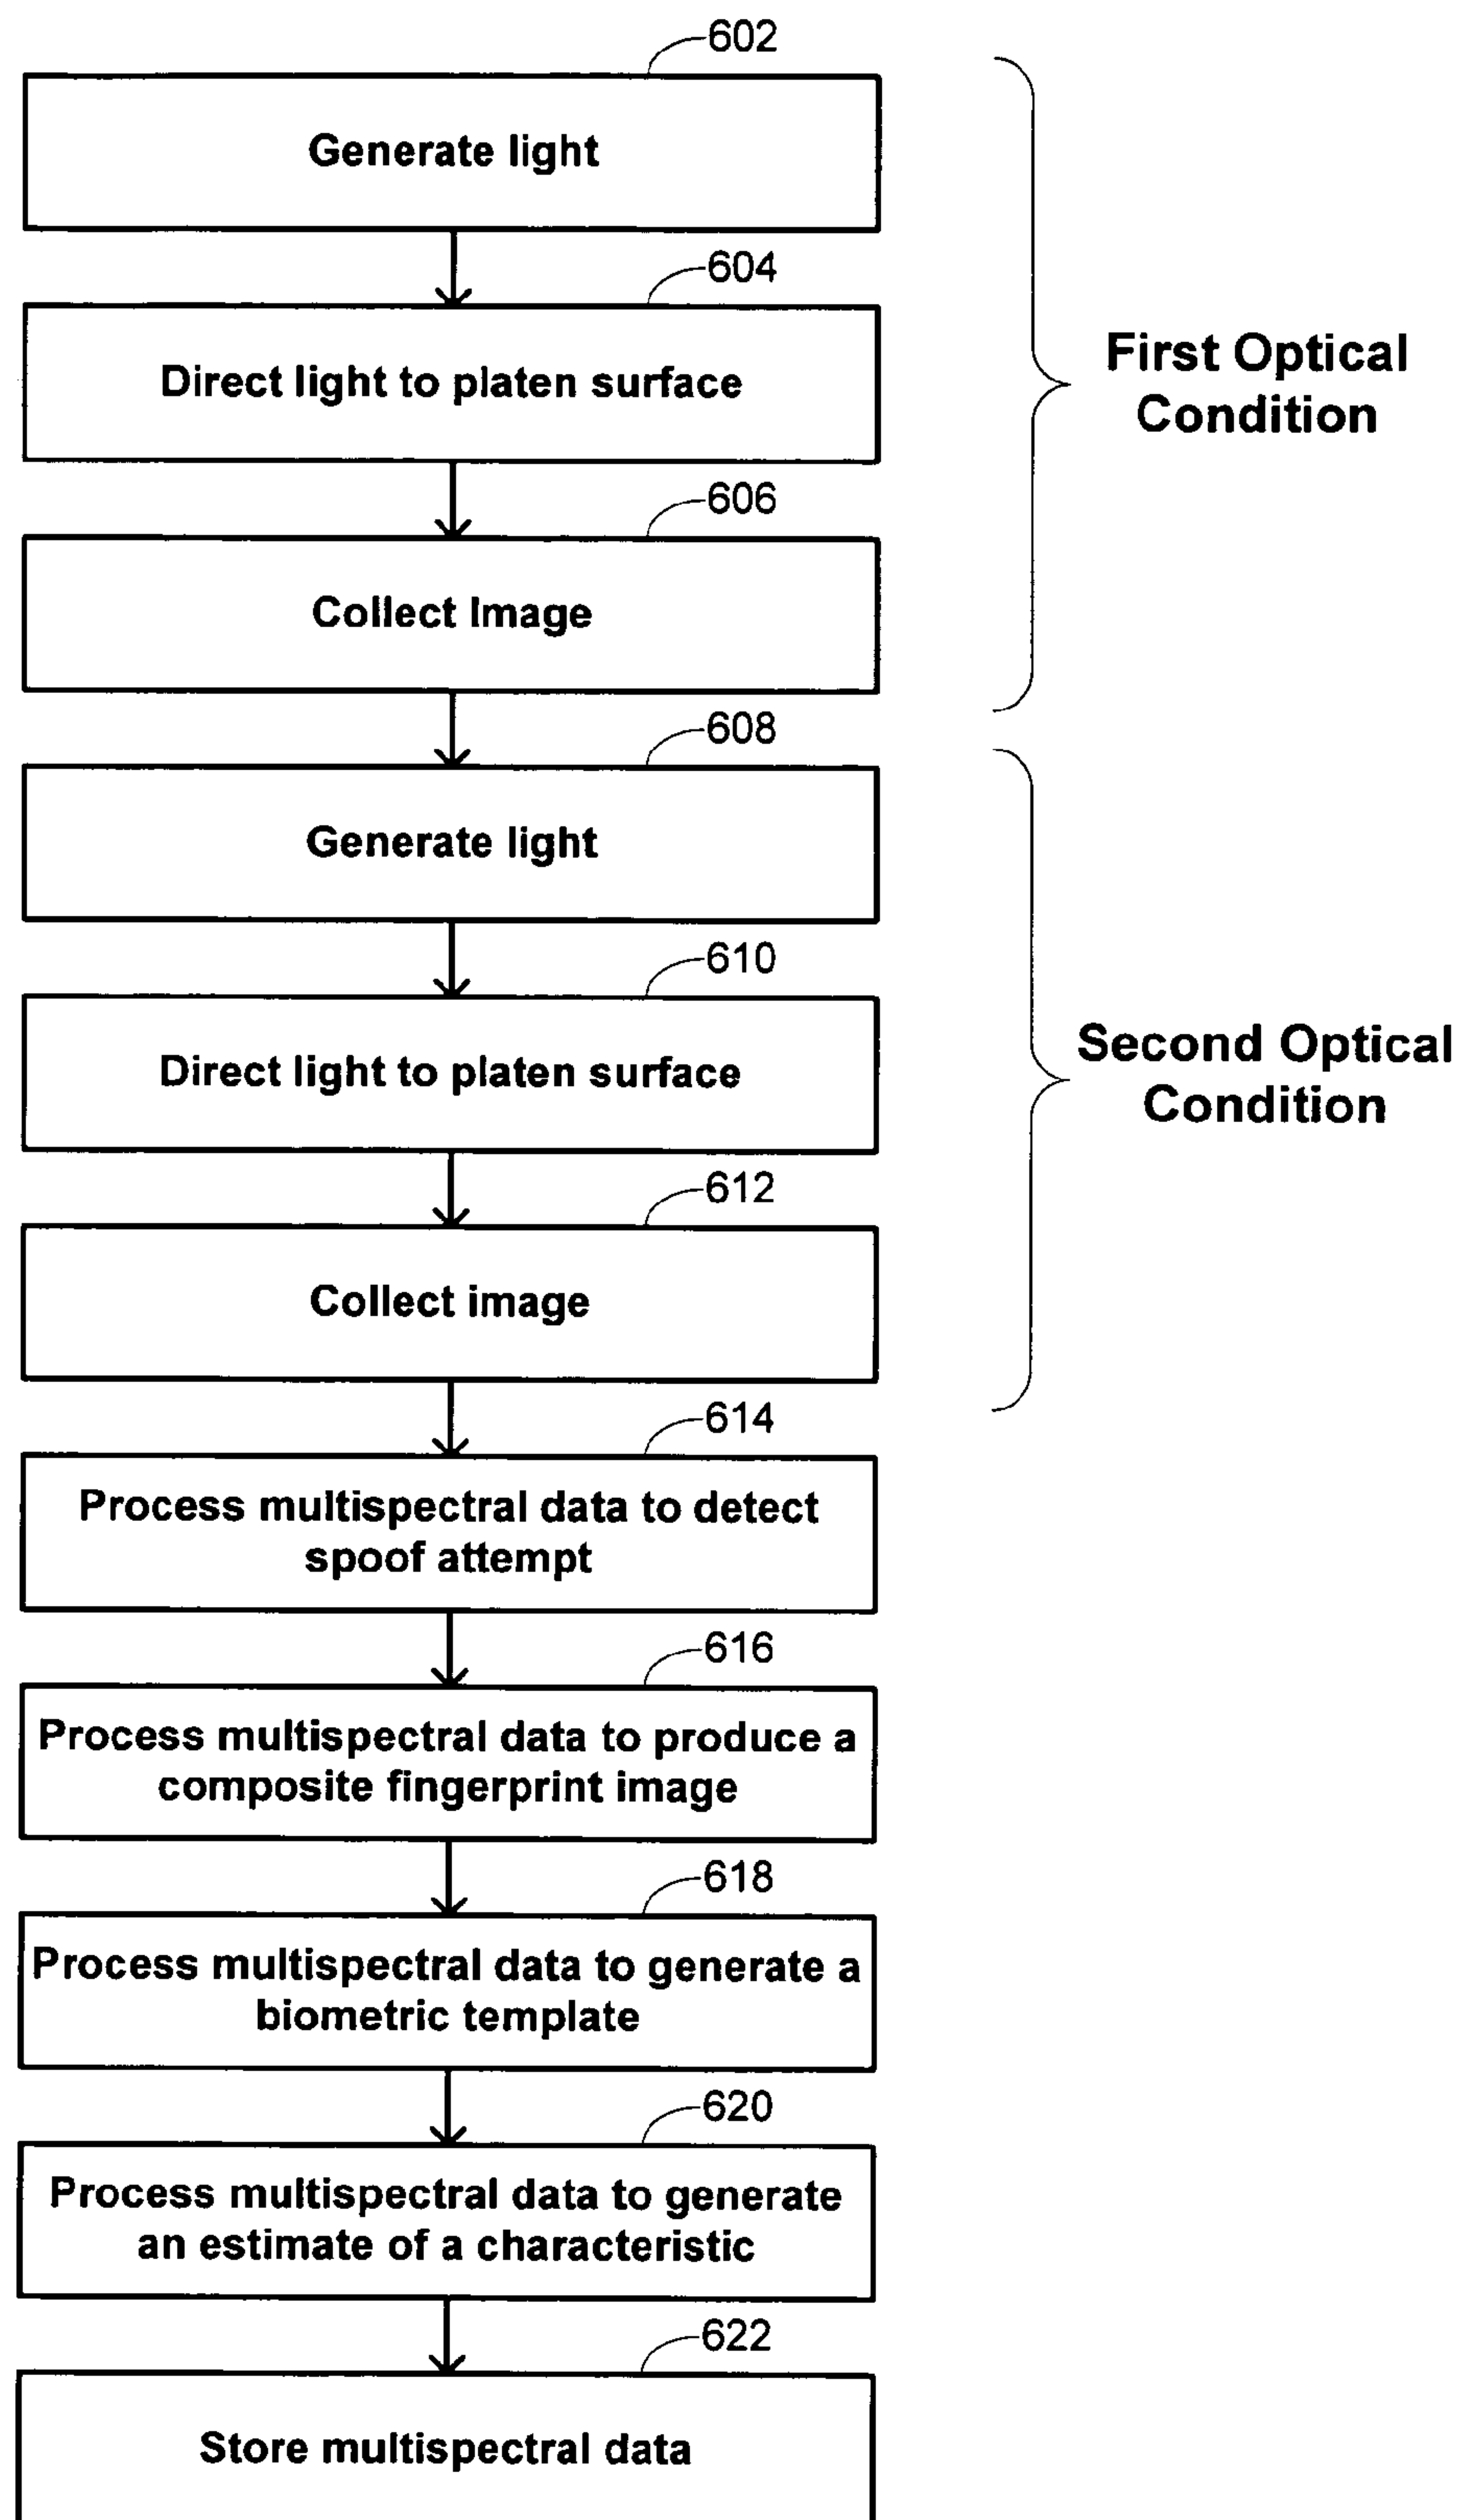 602
Generate light
604
Direct light to platen surface
First Optical
Condition
606
Collect Image
608
Generate light
610
Direct light to platen surface
Second Optical
Condition
612
Collect image
614
Process multispectral data to detect
spoof attempt
616
Process multispectral data to produce a
composite fingerprint image
618
Process multispectral data to generate a
biometric template
620
Process multispectral data to generate
an estimate of a characteristic
622
Store multispectral data